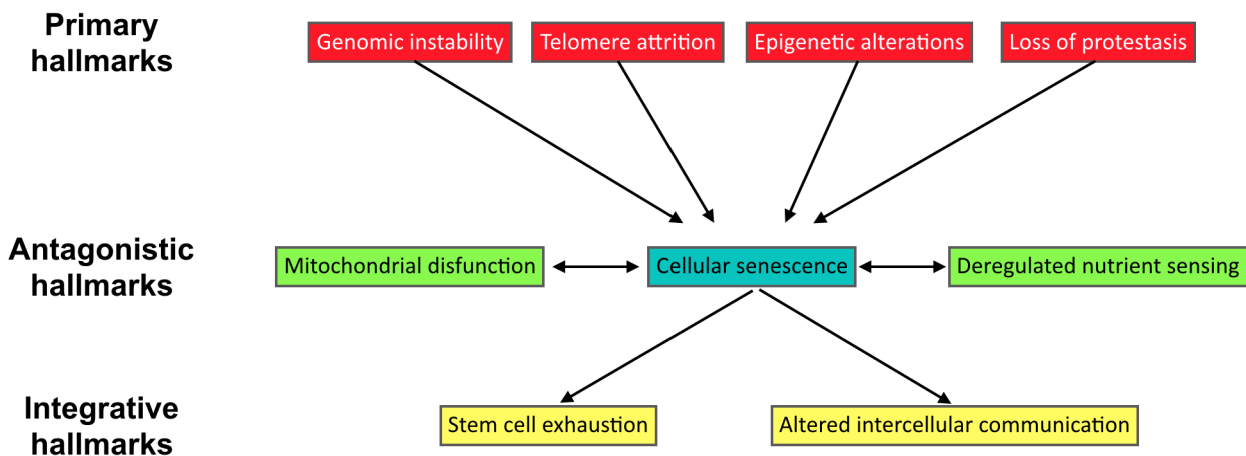 Primary
hallmarks
Genomic instability
Telomere attrition
Epigenetic alterations
Loss of protestasis
Antagonistic
hallmarks
Mitochondrial disfunction
Cellular senescence
Deregulated nutrient sensing
Integrative
hallmarks
Stem cell exhaustion
Altered intercellular communication